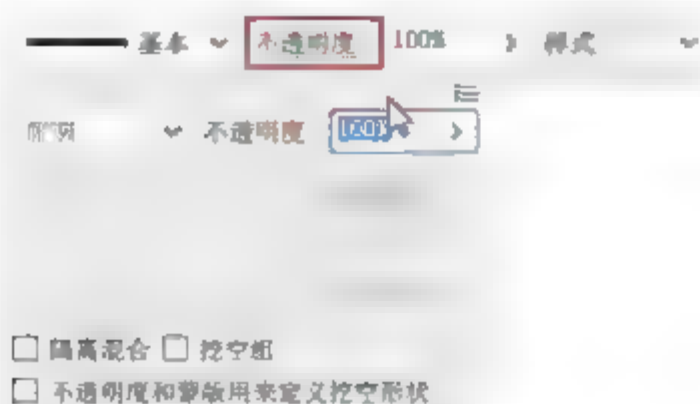 基本 不透明度 100% 样式
不透明度 100%
隔离混合 挖空组
不透明度和蒙版用来定义挖空形状